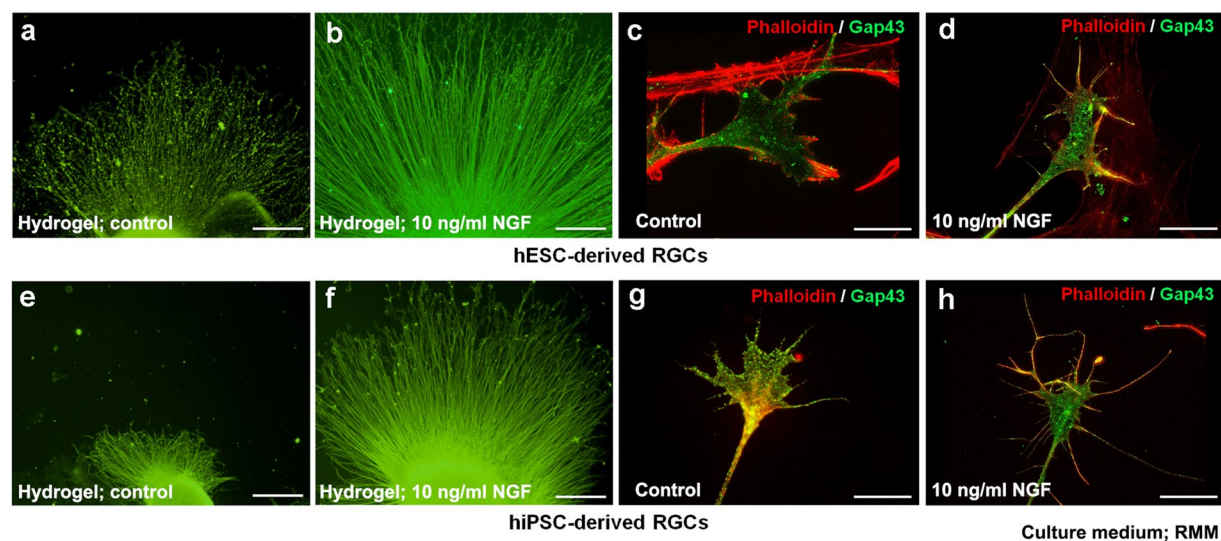 a
b
c
Phalloidin / Gap43
d
Phalloidin / Gap43
Hydrogel; control
Hydrogel; 10 ng/ml NGF
Control
10 ng/ml NGF
hESC-derived RGCs
e
f
g
Phalloidin / Gap43
h
Phalloidin / Gap43
Hydrogel; control
Hydrogel; 10 ng/ml NGF
Control
10 ng/ml NGF
hiPSC-derived RGCs
Culture medium; RMM